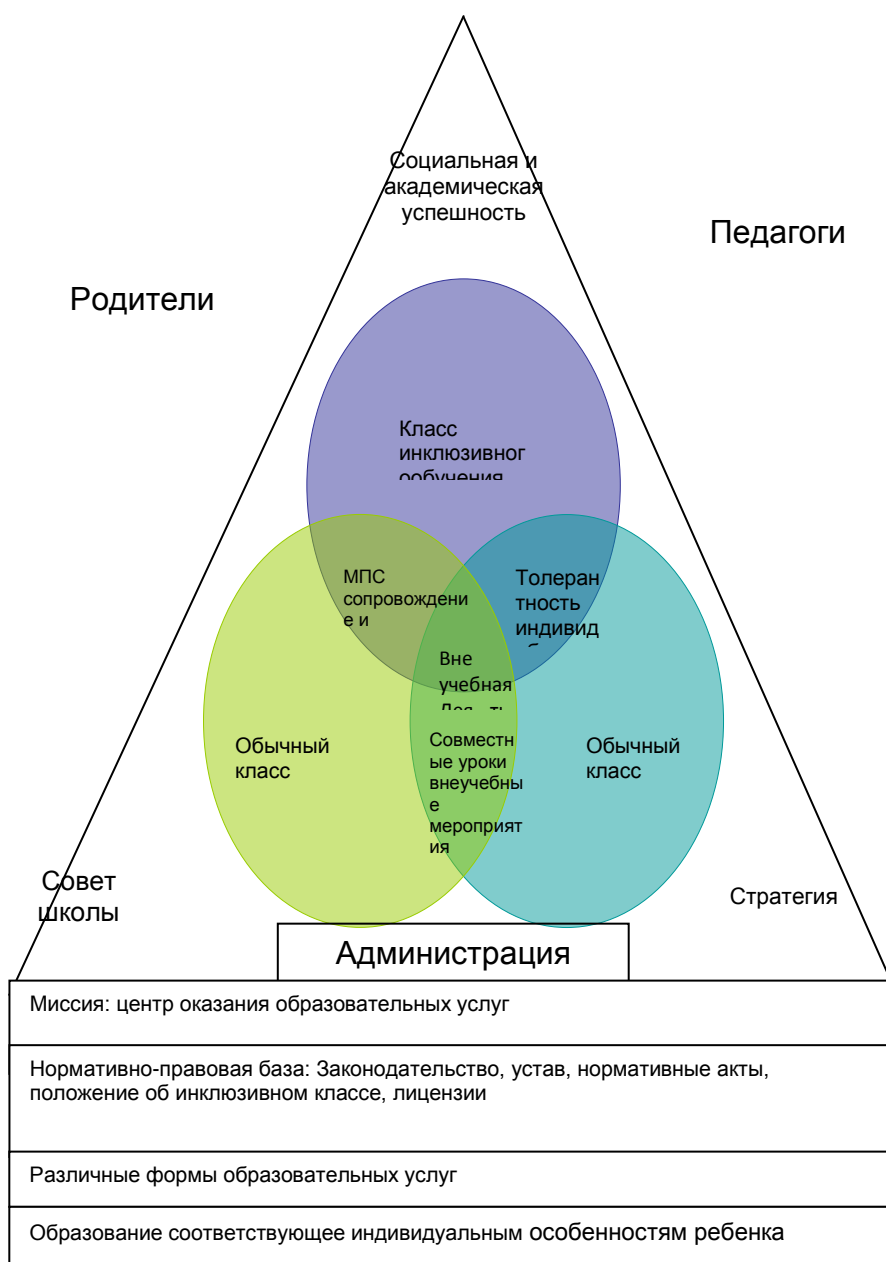 Социальная и
академическая
успешность
Педагоги
Родители
Класс
инклюзивног
ообучения
МПС
сопровождени
е и
Толеран
тность
индивид
Вне
учебная
Обычный
класс
Совместн
ые уроки
внеучебны
е
мероприят
ия
Обычный
класс
Совет
школы
Стратегия
Администрация
Миссия: центр оказания образовательных услуг
Нормативно-правовая база: Законодательство, устав, нормативные акты,
положение об инклюзивном классе, лицензии
Различные формы образовательных услуг
Образование соответствующее индивидуальным особенностям ребенка